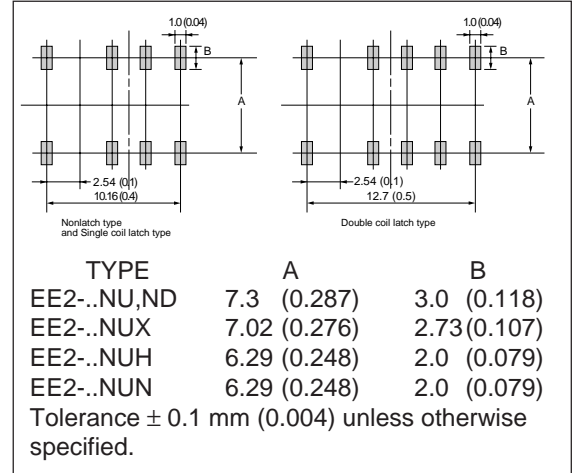 1.0 (0.04)
B
A
2.54 (0.1)
10.16 (0.4)
Nonlatch type
and Single coil latch type
1.0 (0.04)
B
A
2.54 (0.1)
12.7 (0.5)
Double coil latch type
TYPE A B
EE2-..NU,ND 7.3 (0.287) 3.0 (0.118)
EE2-..NUX 7.02 (0.276) 2.73 (0.107)
EE2-..NUH 6.29 (0.248) 2.0 (0.079)
EE2-..NUN 6.29 (0.248) 2.0 (0.079)
Tolerance ± 0.1 mm (0.004) unless otherwise
specified.